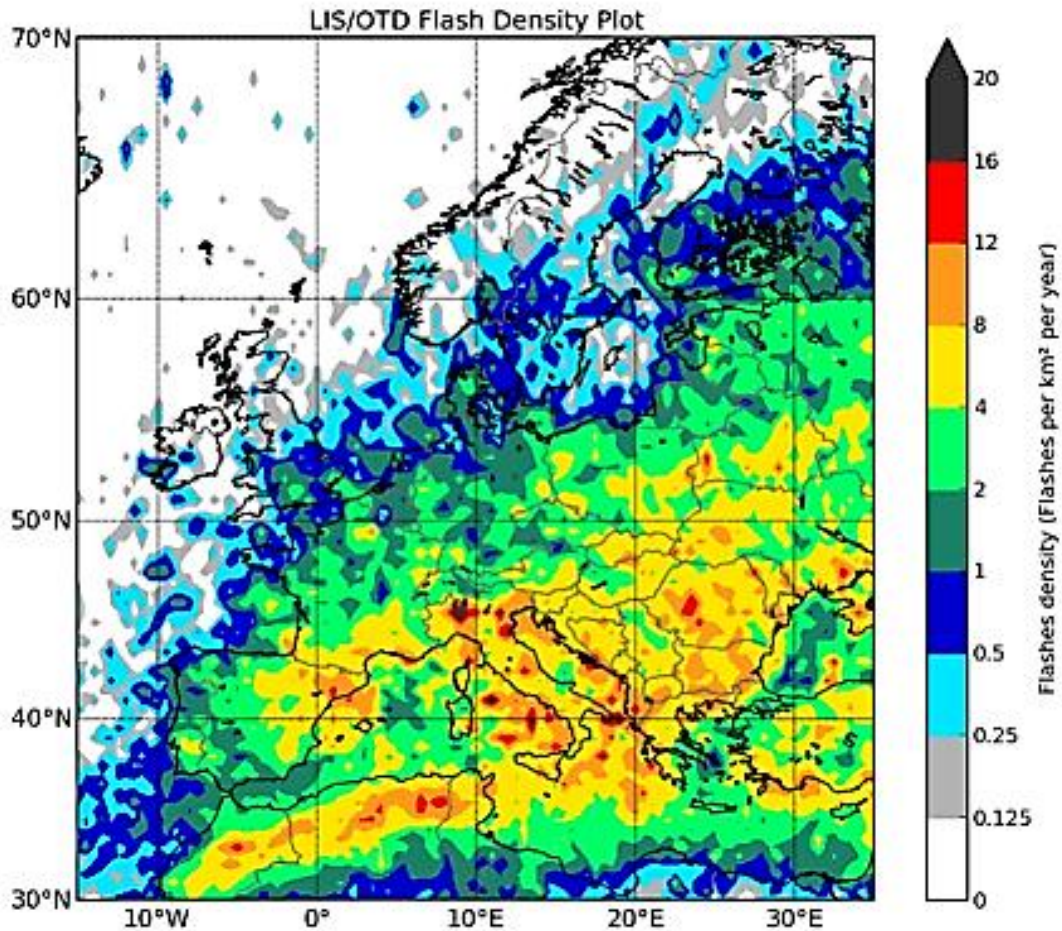 LIS/OTD Flash Density Plot
70°N
60°N
50°N
40°N
30°N
10°W
0°
10°E
20°E
30°E
20
16
12
8
4
2
1
0.5
0.25
0.125
0
Flashes density (Flashes per km² per year)